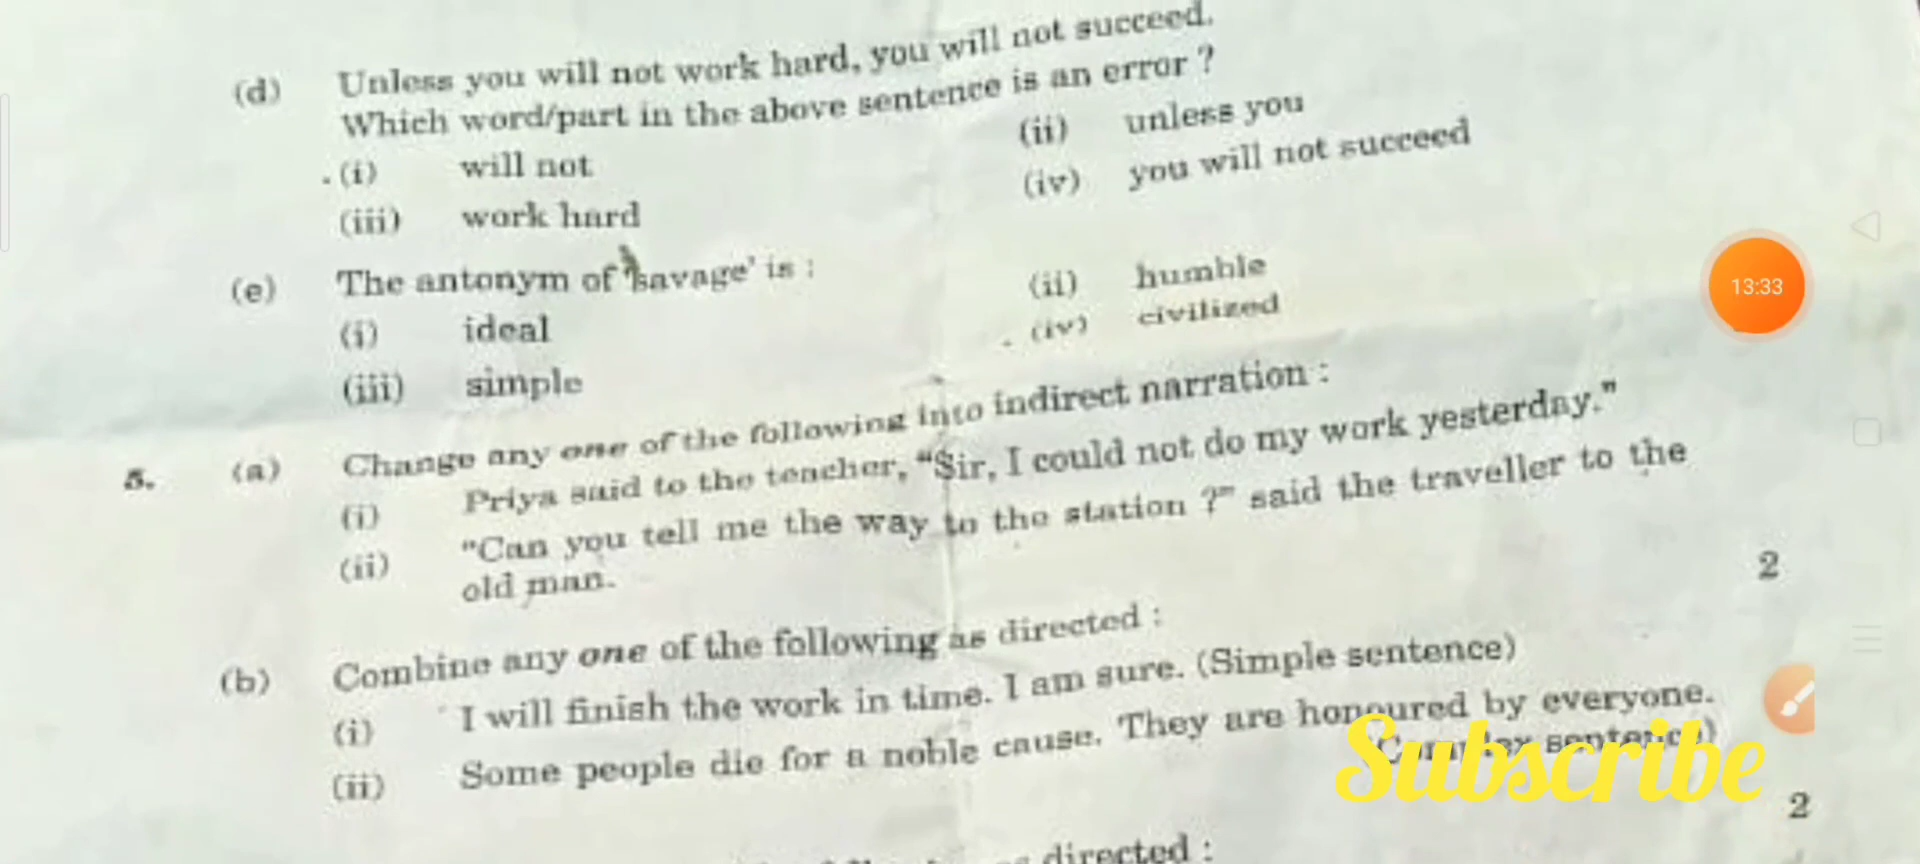 (d) Unless you will not work hard, you will not succeed.
Which word/part in the above sentence is an error ?
(i) will not (ii) unless you
(iii) work hard (iv) you will not succeed
(e) The antonym of 'savage' is :
(i) ideal (ii) humble
(iii) simple (iv) civilized
5. (a) Change any one of the following into indirect narration :
(i) Priya said to the teacher, "Sir, I could not do my work yesterday."
(ii) "Can you tell me the way to the station ?" said the traveller to the
old man.
2
(b) Combine any one of the following as directed :
(i) I will finish the work in time. I am sure. (Simple sentence)
(ii) Some people die for a noble cause. They are honoured by everyone.
sentence)
2
directed :
13:33
Subscribe